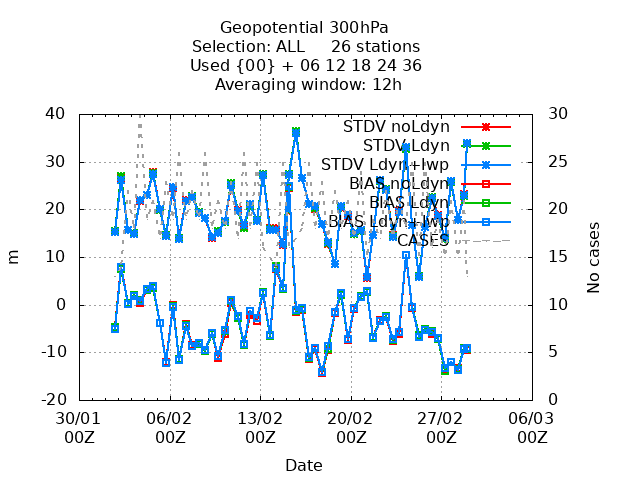 Geopotential 300hPa
Selection: ALL 26 stations
Used {00} + 06 12 18 24 36
Averaging window: 12h
STDV noLdyn
STDV Ldyn
STDV Ldyn+lwp
BIAS noLdyn
BIAS Ldyn
BIAS Ldyn+lwp
CASES
40
30
20
10
0
-10
-20
m
30
25
20
15
10
5
0
No cases
30/01 06/02 13/02 20/02 27/02 06/03
00Z 00Z 00Z 00Z 00Z 00Z
Date